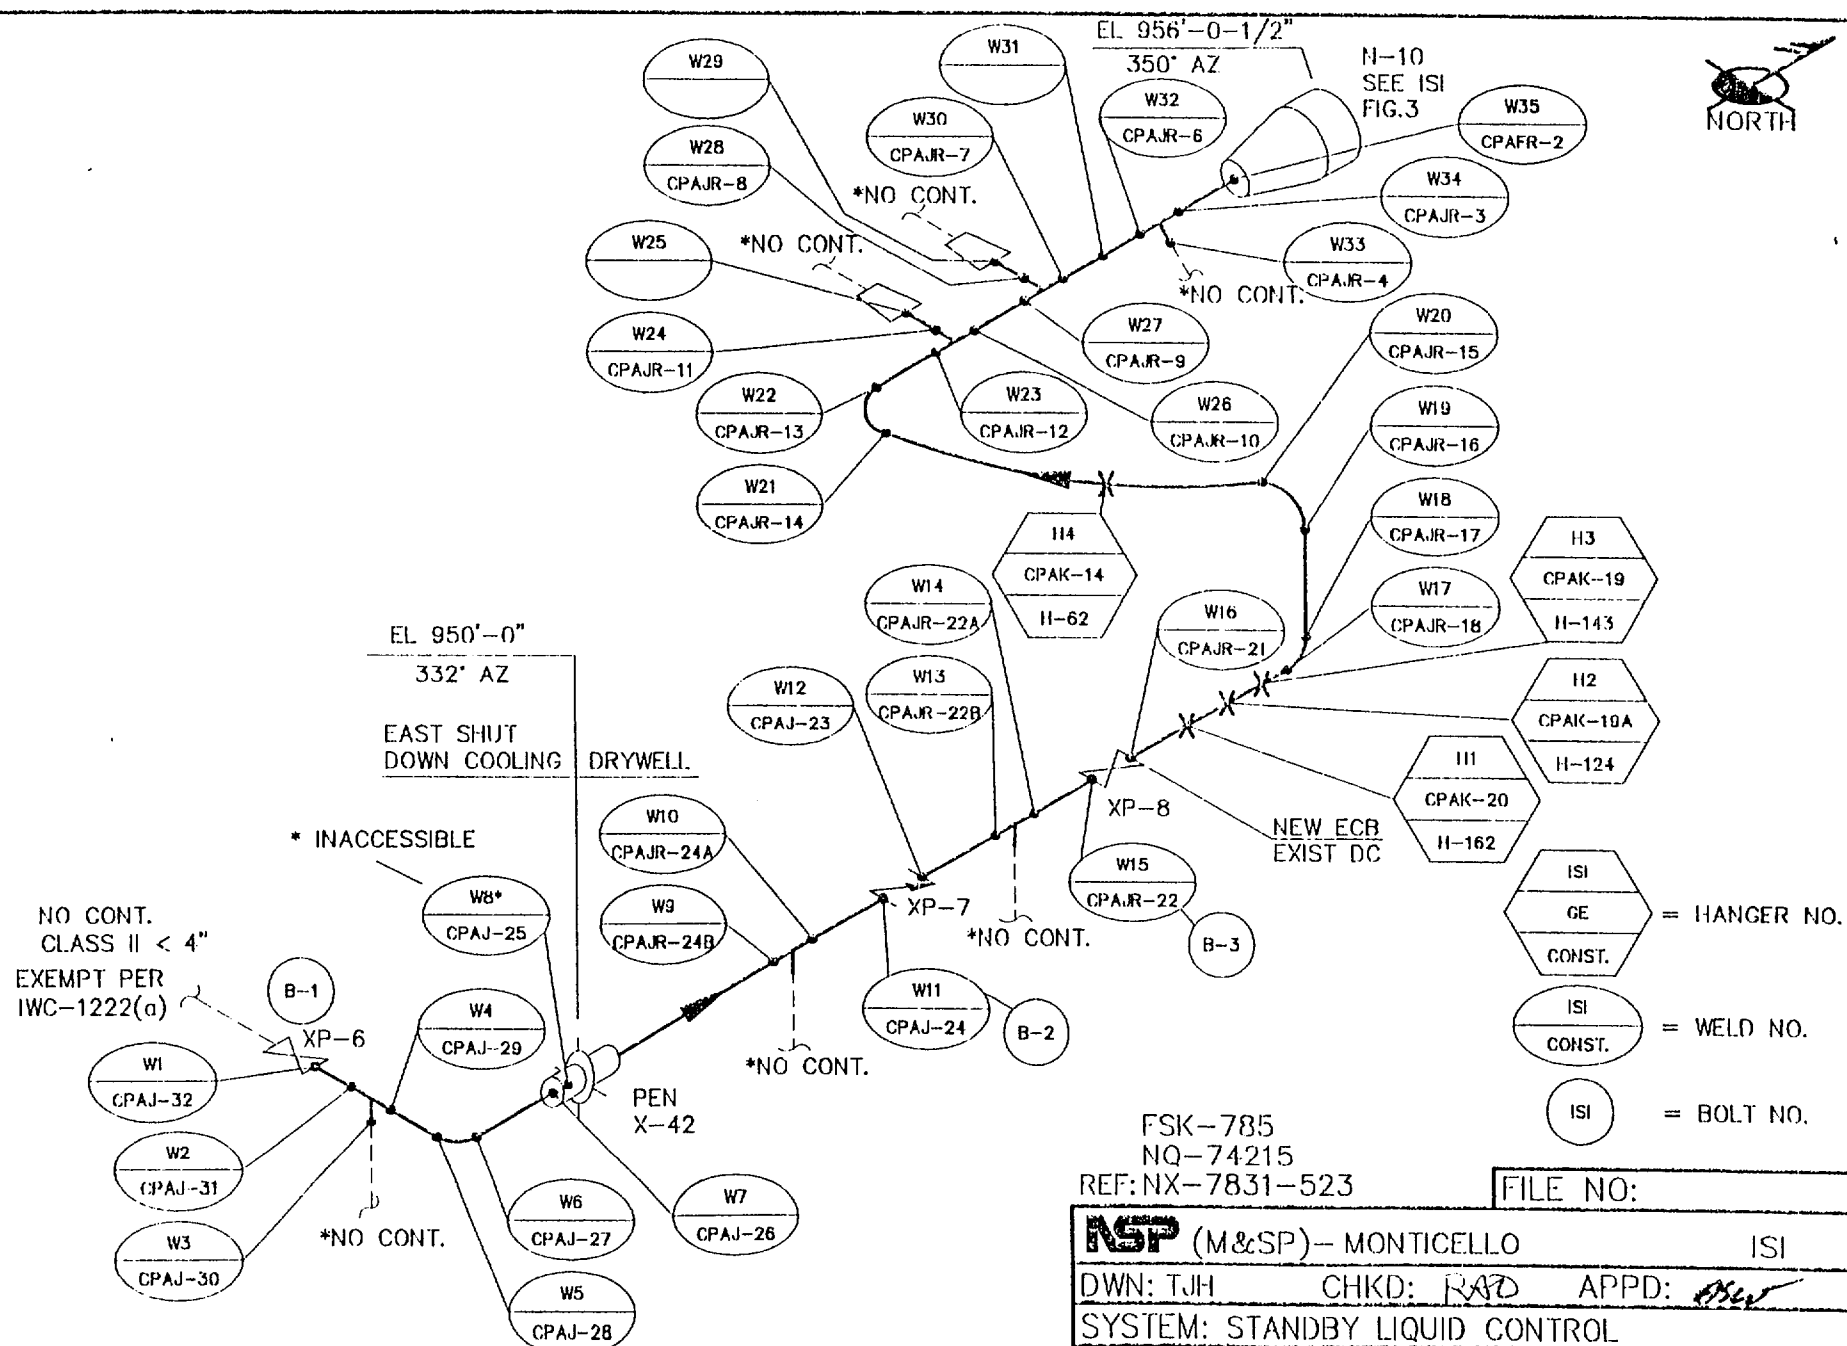 EL 956'-0-1/2"
350° AZ
N-10
SEE ISI
FIG.3
NORTH
W29
W31
W32
CPAJR-6
W35
CPAFR-2
W30
CPAJR-7
W28
CPAJR-8
*NO CONT.
W34
CPAJR-3
W25
*NO CONT.
W33
CPAJR-4
*NO CONT.
W24
CPAJR-11
W27
CPAJR-9
W20
CPAJR-15
W22
CPAJR-13
W23
CPAJR-12
W26
CPAJR-10
W19
CPAJR-16
W21
CPAJR-14
W18
CPAJR-17
H4
CPAK-14
H-62
H3
CPAK-19
H-143
W14
CPAJR-22A
W16
CPAJR-21
W17
CPAJR-18
EL 950'-0"
332° AZ
W12
CPAJ-23
W13
CPAJR-22B
H2
CPAK-19A
H-124
EAST SHUT
DOWN COOLING
DRYWELL
H1
CPAK-20
H-162
XP-8
NEW ECR
EXIST DC
W10
CPAJR-24A
* INACCESSIBLE
W15
CPAJR-22
B-3
ISI
GE
CONST.
= HANGER NO.
W8*
CPAJ-25
W9
CPAJR-24B
XP-7
*NO CONT.
NO CONT.
CLASS II < 4"
EXEMPT PER
IWC-1222(a)
B-1
XP-6
W4
CPAJ-29
W11
CPAJ-24
B-2
ISI
CONST.
= WELD NO.
W1
CPAJ-32
*NO CONT.
PEN
X-42
ISI
= BOLT NO.
W2
CPAJ-31
W6
CPAJ-27
W7
CPAJ-26
*NO CONT.
W3
CPAJ-30
W5
CPAJ-28
FSK-785
NQ-74215
REF: NX-7831-523
FILE NO:
NSP (M&SP)- MONTICELLO ISI
DWN: TJH CHKD: RAD APPD:
SYSTEM: STANDBY LIQUID CONTROL